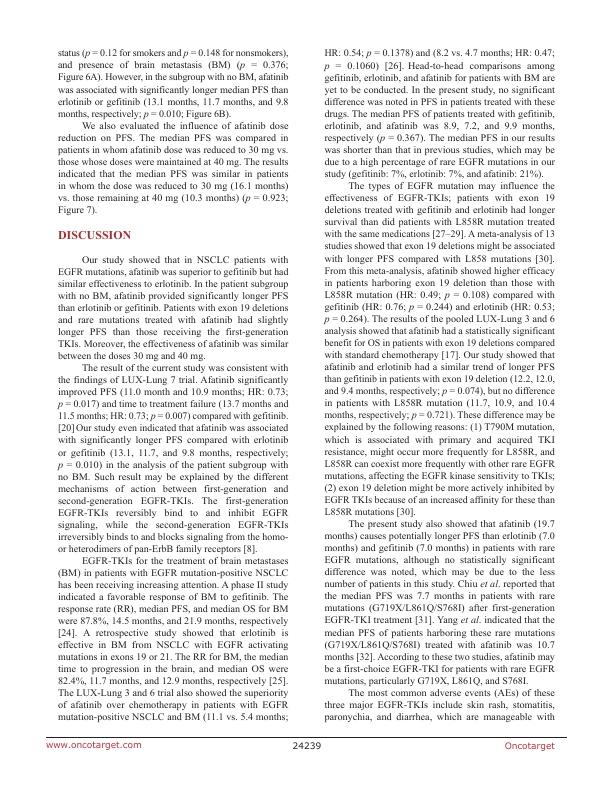 status (p = 0.12 for smokers and p = 0.148 for nonsmokers),
and presence of brain metastasis (BM) (p = 0.376;
Figure 6A). However, in the subgroup with no BM, afatinib
was associated with significantly longer median PFS than
erlotinib or gefitinib (13.1 months, 11.7 months, and 9.8
months, respectively; p = 0.010; Figure 6B).
We also evaluated the influence of afatinib dose
reduction on PFS. The median PFS was compared in
patients in whom afatinib dose was reduced to 30 mg vs.
those whose doses were maintained at 40 mg. The results
indicated that the median PFS was similar in patients
in whom the dose was reduced to 30 mg (16.1 months)
vs. those remaining at 40 mg (10.3 months) (p = 0.923;
Figure 7).
DISCUSSION
Our study showed that in NSCLC patients with
EGFR mutations, afatinib was superior to gefitinib but had
similar effectiveness to erlotinib. In the patient subgroup
with no BM, afatinib provided significantly longer PFS
than erlotinib or gefitinib. Patients with exon 19 deletions
and rare mutations treated with afatinib had slightly
longer PFS than those receiving the first-generation
TKIs. Moreover, the effectiveness of afatinib was similar
between the doses 30 mg and 40 mg.
The result of the current study was consistent with
the findings of LUX-Lung 7 trial. Afatinib significantly
improved PFS (11.0 month and 10.9 months; HR: 0.73;
p = 0.017) and time to treatment failure (13.7 months and
11.5 months; HR: 0.73; p = 0.007) compared with gefitinib.
[20] Our study even indicated that afatinib was associated
with significantly longer PFS compared with erlotinib
or gefitinib (13.1, 11.7, and 9.8 months, respectively;
p = 0.010) in the analysis of the patient subgroup with
no BM. Such result may be explained by the different
mechanisms of action between first-generation and
second-generation EGFR-TKIs. The first-generation
EGFR-TKIs reversibly bind to and inhibit EGFR
signaling, while the second-generation EGFR-TKIs
irreversibly binds to and blocks signaling from the homo-
or heterodimers of pan-ErbB family receptors [8].
EGFR-TKIs for the treatment of brain metastases
(BM) in patients with EGFR mutation-positive NSCLC
has been receiving increasing attention. A phase II study
indicated a favorable response of BM to gefitinib. The
response rate (RR), median PFS, and median OS for BM
were 87.8%, 14.5 months, and 21.9 months, respectively
[24]. A retrospective study showed that erlotinib is
effective in BM from NSCLC with EGFR activating
mutations in exons 19 or 21. The RR for BM, the median
time to progression in the brain, and median OS were
82.4%, 11.7 months, and 12.9 months, respectively [25].
The LUX-Lung 3 and 6 trial also showed the superiority
of afatinib over chemotherapy in patients with EGFR
mutation-positive NSCLC and BM (11.1 vs. 5.4 months;
HR: 0.54; p = 0.1378) and (8.2 vs. 4.7 months; HR: 0.47;
p = 0.1060) [26]. Head-to-head comparisons among
gefitinib, erlotinib, and afatinib for patients with BM are
yet to be conducted. In the present study, no significant
difference was noted in PFS in patients treated with these
drugs. The median PFS of patients treated with gefitinib,
erlotinib, and afatinib was 8.9, 7.2, and 9.9 months,
respectively (p = 0.367). The median PFS in our results
was shorter than that in previous studies, which may be
due to a high percentage of rare EGFR mutations in our
study (gefitinib: 7%, erlotinib: 7%, and afatinib: 21%).
The types of EGFR mutation may influence the
effectiveness of EGFR-TKIs; patients with exon 19
deletions treated with gefitinib and erlotinib had longer
survival than did patients with L858R mutation treated
with the same medications [27–29]. A meta-analysis of 13
studies showed that exon 19 deletions might be associated
with longer PFS compared with L858 mutations [30].
From this meta-analysis, afatinib showed higher efficacy
in patients harboring exon 19 deletion than those with
L858R mutation (HR: 0.49; p = 0.108) compared with
gefitinib (HR: 0.76; p = 0.244) and erlotinib (HR: 0.53;
p = 0.264). The results of the pooled LUX-Lung 3 and 6
analysis showed that afatinib had a statistically significant
benefit for OS in patients with exon 19 deletions compared
with standard chemotherapy [17]. Our study showed that
afatinib and erlotinib had a similar trend of longer PFS
than gefitinib in patients with exon 19 deletion (12.2, 12.0,
and 9.4 months, respectively; p = 0.074), but no difference
in patients with L858R mutation (11.7, 10.9, and 10.4
months, respectively; p = 0.721). These difference may be
explained by the following reasons: (1) T790M mutation,
which is associated with primary and acquired TKI
resistance, might occur more frequently for L858R, and
L858R can coexist more frequently with other rare EGFR
mutations, affecting the EGFR kinase sensitivity to TKIs;
(2) exon 19 deletion might be more actively inhibited by
EGFR TKIs because of an increased affinity for these than
L858R mutations [30].
The present study also showed that afatinib (19.7
months) causes potentially longer PFS than erlotinib (7.0
months) and gefitinib (7.0 months) in patients with rare
EGFR mutations, although no statistically significant
difference was noted, which may be due to the less
number of patients in this study. Chiu et al. reported that
the median PFS was 7.7 months in patients with rare
mutations (G719X/L861Q/S768I) after first-generation
EGFR-TKI treatment [31]. Yang et al. indicated that the
median PFS of patients harboring these rare mutations
(G719X/L861Q/S768I) treated with afatinib was 10.7
months [32]. According to these two studies, afatinib may
be a first-choice EGFR-TKI for patients with rare EGFR
mutations, particularly G719X, L861Q, and S768I.
The most common adverse events (AEs) of these
three major EGFR-TKIs include skin rash, stomatitis,
paronychia, and diarrhea, which are manageable with
www.oncotarget.com
24239
Oncotarget